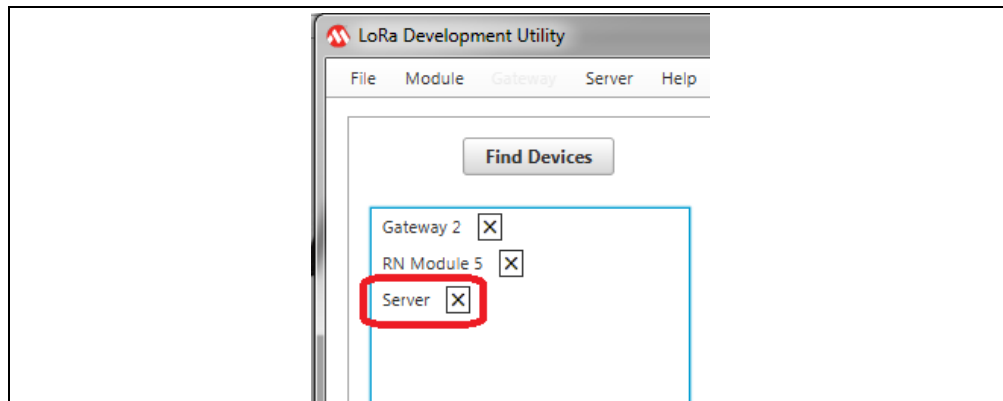 LoRa Development Utility
File Module Gateway Server Help
Find Devices
Gateway 2
RN Module 5
Server